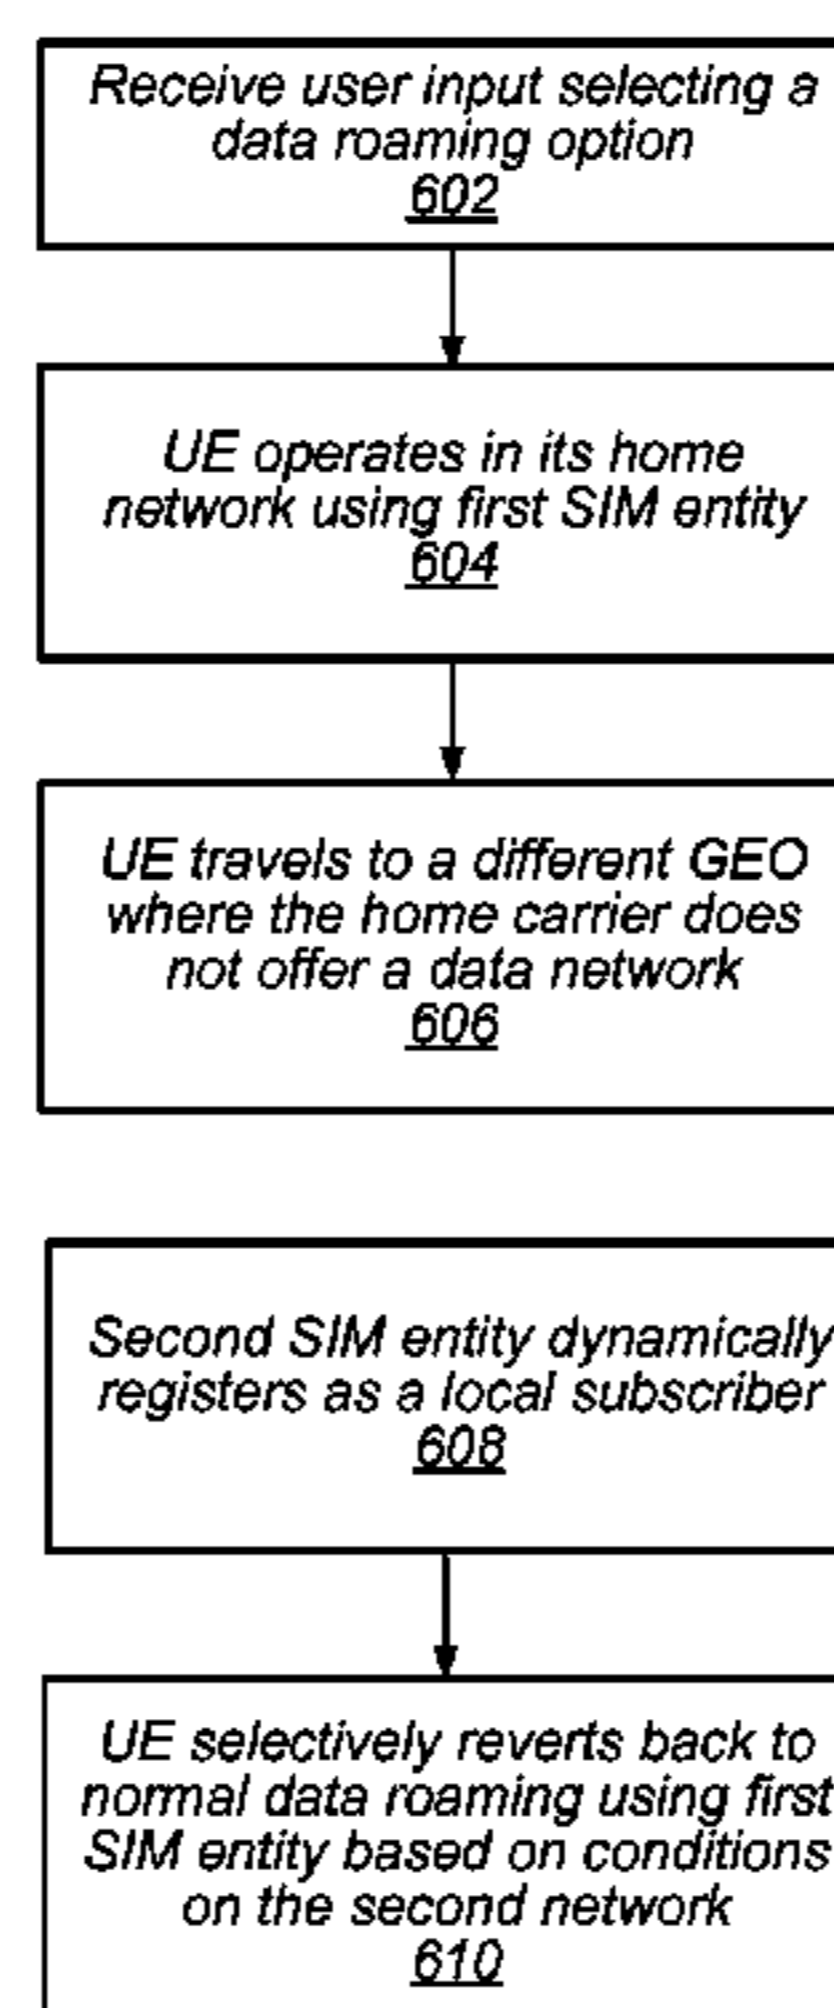 Receive user input selecting a
data roaming option
602
UE operates in its home
network using first SIM entity
604
UE travels to a different GEO
where the home carrier does
not offer a data network
606
Second SIM entity dynamically
registers as a local subscriber
608
UE selectively reverts back to
normal data roaming using first
SIM entity based on conditions
on the second network
610